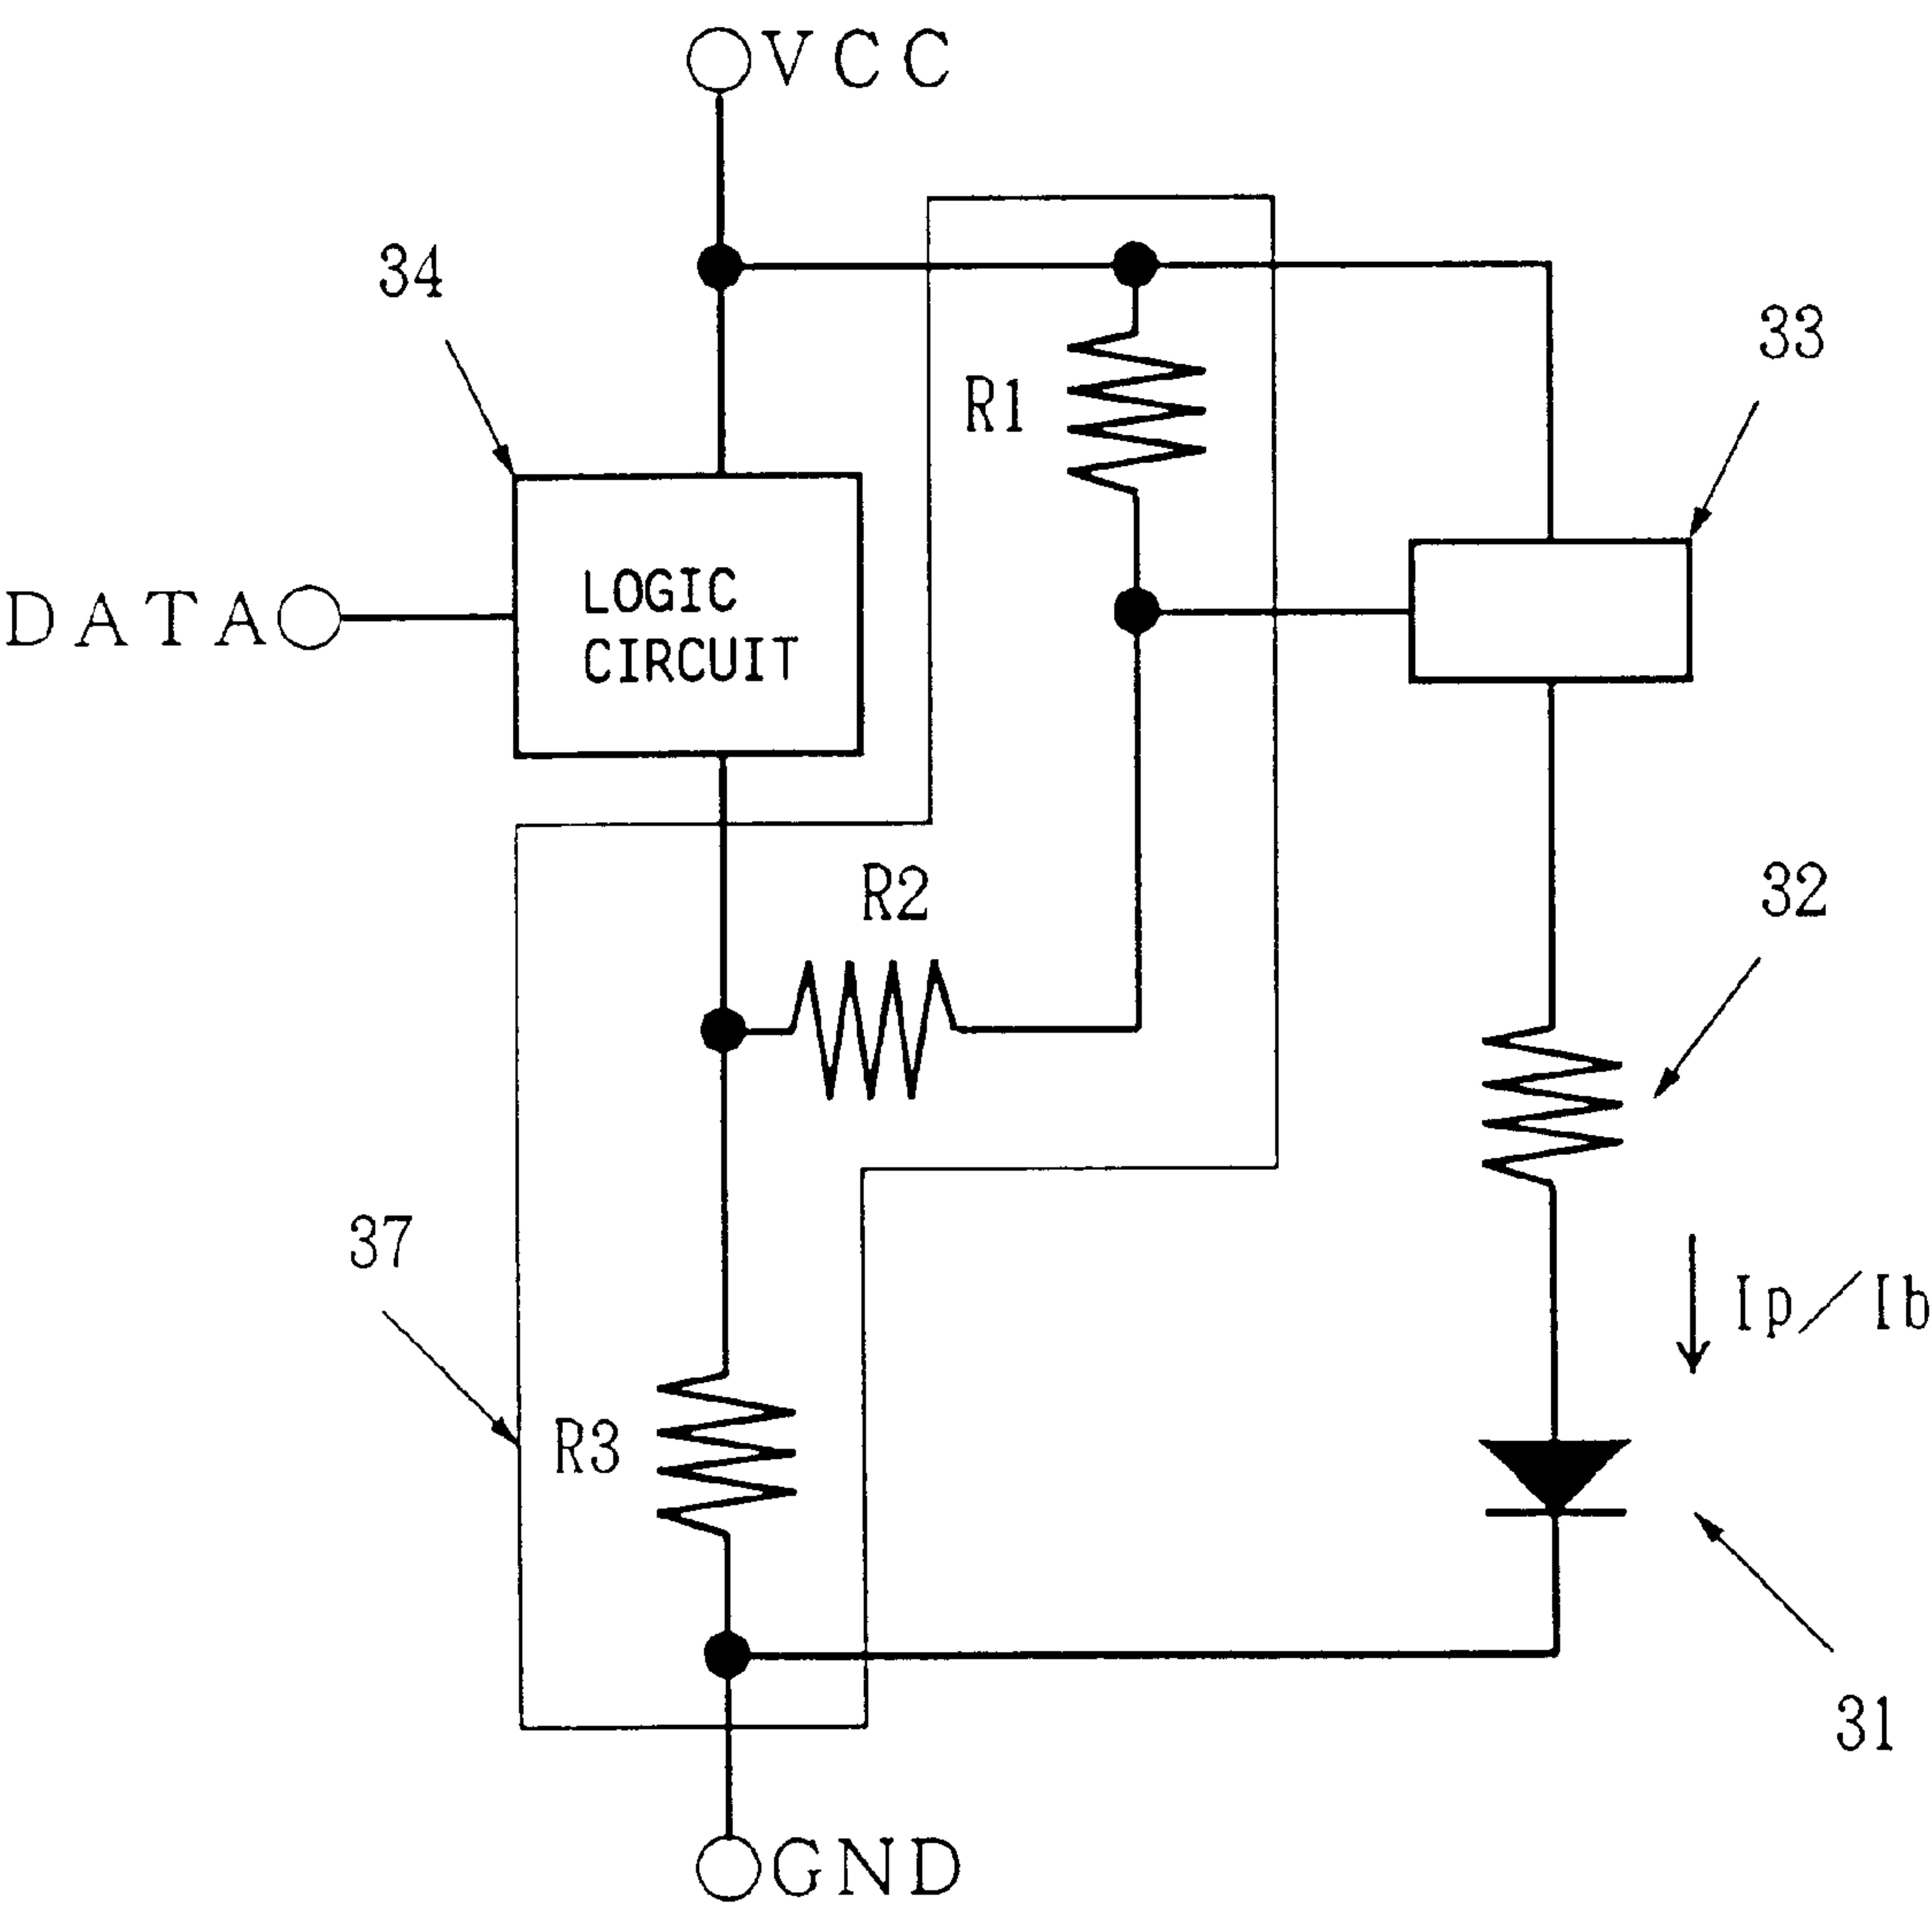 VCC
34
33
R1
DATA
LOGIC
CIRCUIT
R2
32
37
Ip/Ib
R3
31
GND